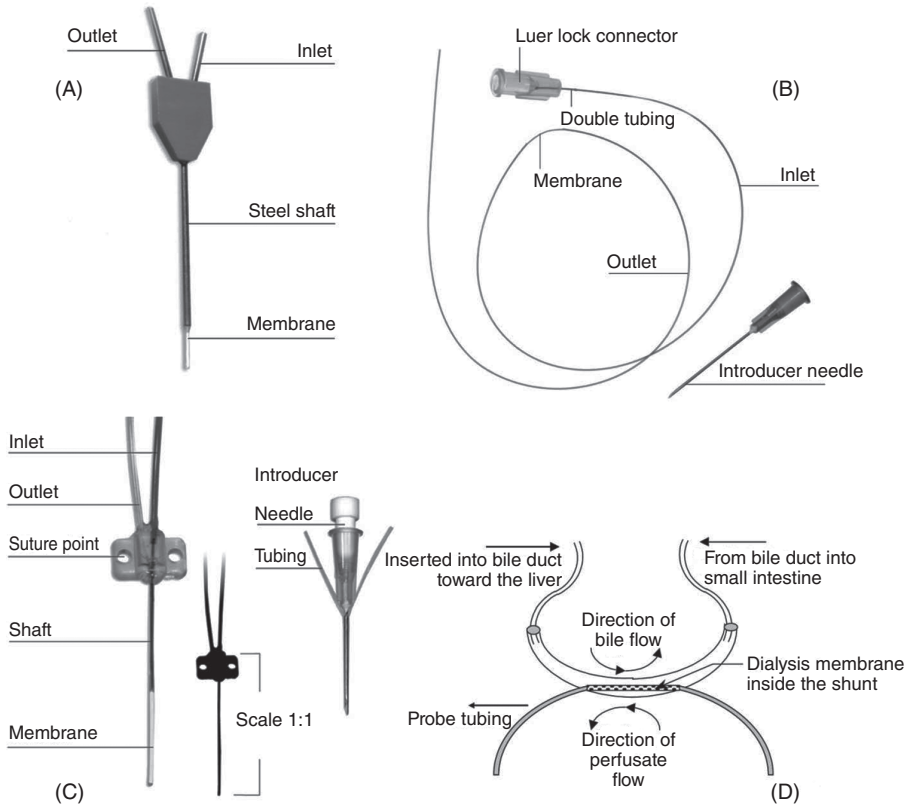 Outlet
Inlet
(A)
Steel shaft
Membrane
Luer lock connector
(B)
Double tubing
Membrane
Inlet
Outlet
Introducer needle
Inlet
Outlet
Suture point
Shaft
Membrane
(C)
Scale 1:1
Introducer
Needle
Tubing
Inserted into bile duct
toward the liver
From bile duct into
small intestine
Direction of
bile flow
Dialysis membrane
inside the shunt
Probe tubing
Direction of
perfusate
flow
(D)